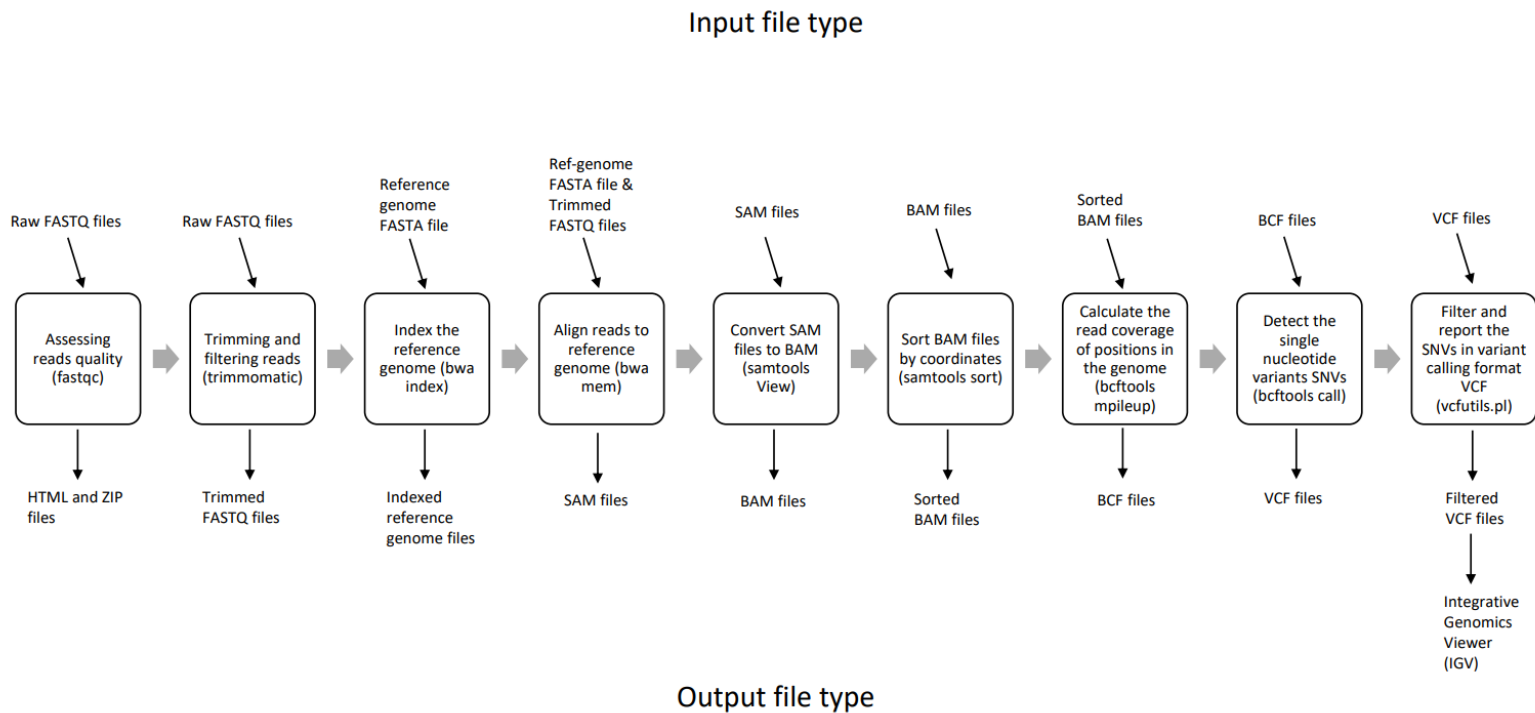 Input file type
Raw FASTQ files
Raw FASTQ files
Reference
genome
FASTA file
Ref-genome
FASTA file &
Trimmed
FASTQ files
SAM files
BAM files
Sorted
BAM files
BCF files
VCF files
Assessing
reads quality
(fastqc)
Trimming and
filtering reads
(trimmomatic)
Index the
reference
genome (bwa
index)
Align reads to
reference
genome (bwa
mem)
Convert SAM
files to BAM
(samtools
View)
Sort BAM files
by coordinates
(samtools sort)
Calculate the
read coverage
of positions in
the genome
(bcftools
mpileup)
Detect the
single
nucleotide
variants SNVs
(bcftools call)
Filter and
report the
SNVs in variant
calling format
VCF
(vcfutils.pl)
HTML and ZIP
files
Trimmed
FASTQ files
Indexed
reference
genome files
SAM files
BAM files
Sorted
BAM files
BCF files
VCF files
Filtered
VCF files
Integrative
Genomics
Viewer
(IGV)
Output file type